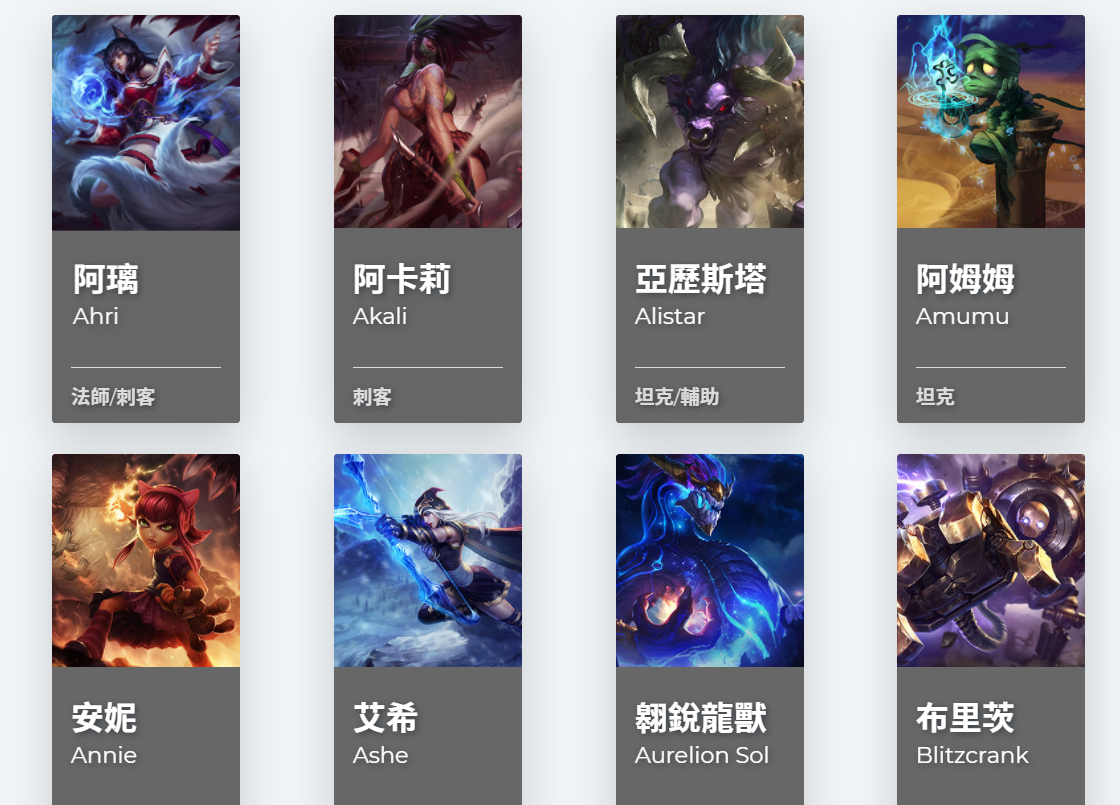 阿璃
Ahri
法師/刺客
阿卡莉
Akali
刺客
亞歷斯塔
Alistar
坦克/輔助
阿姆姆
Amumu
坦克
安妮
Annie
艾希
Ashe
翱銳龍獸
Aurelion Sol
布里茨
Blitzcrank